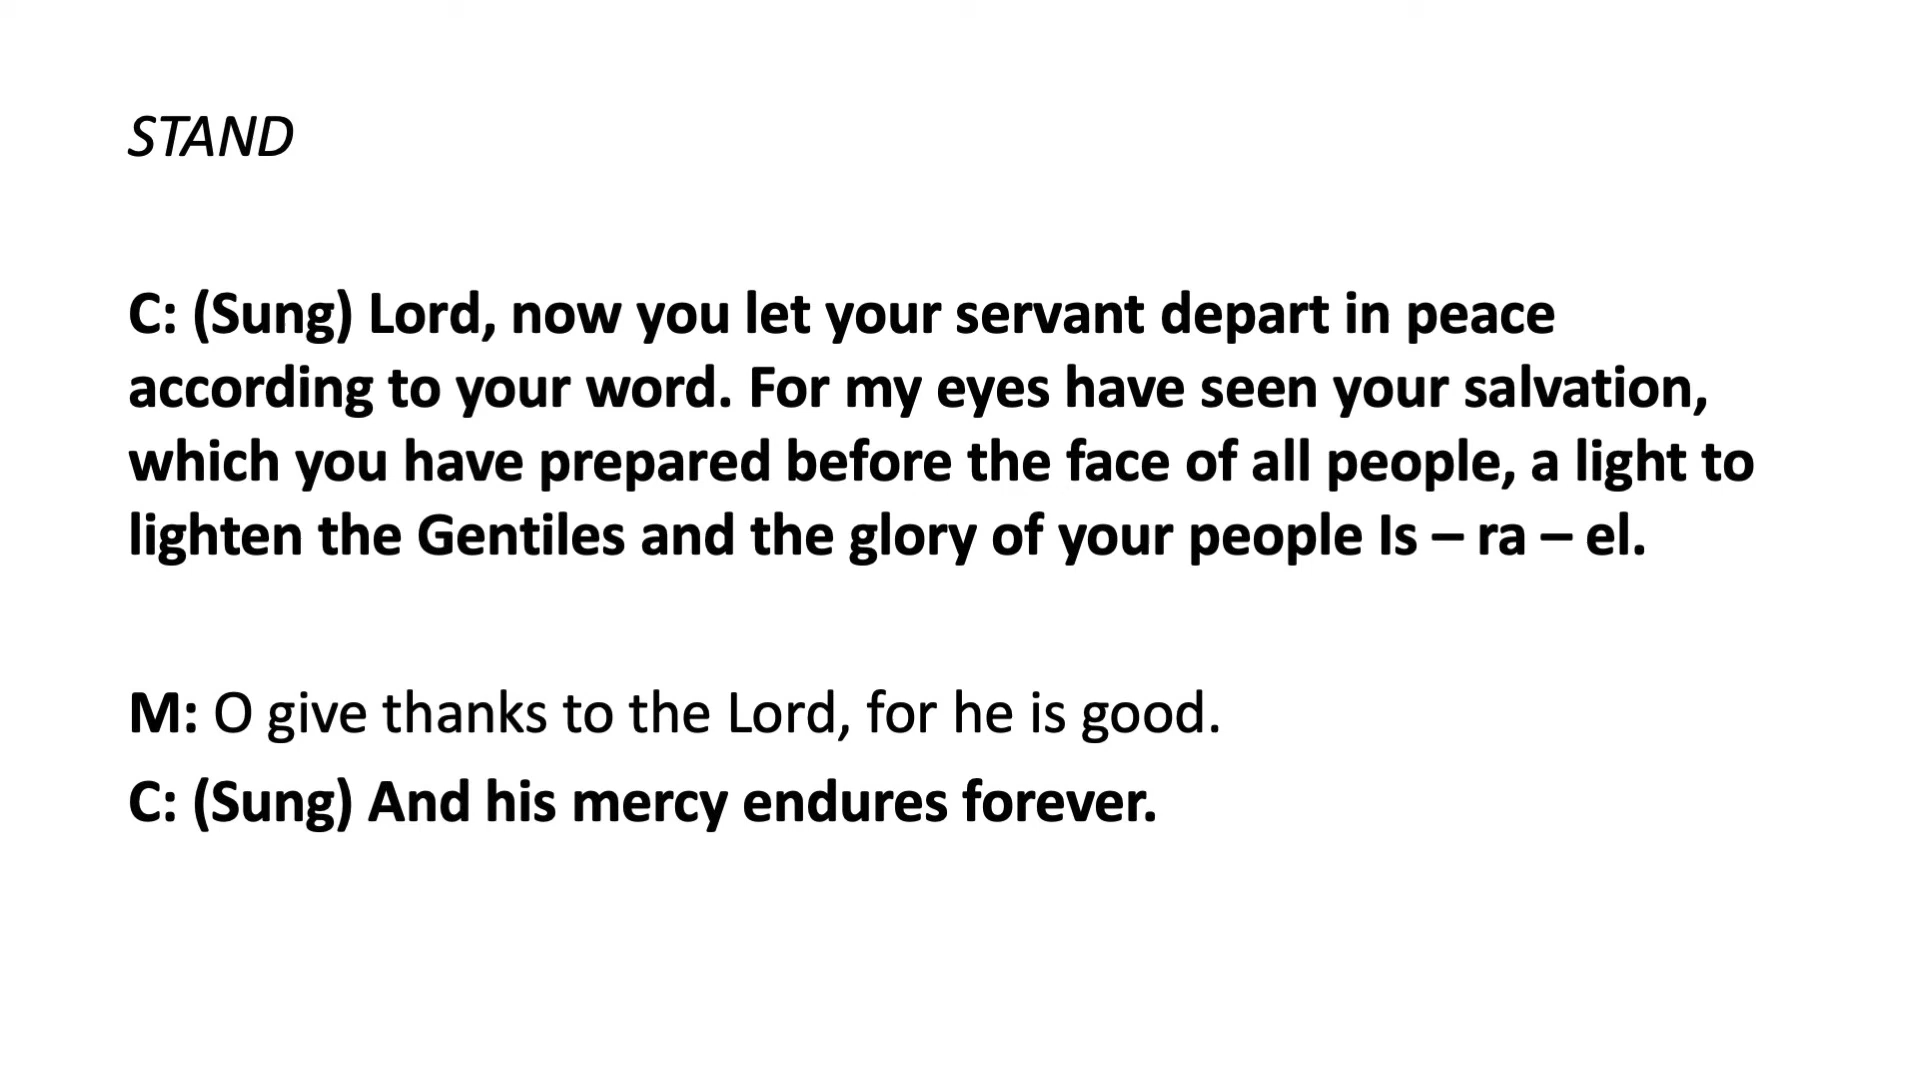 STAND
C: (Sung) Lord, now you let your servant depart in peace
according to your word. For my eyes have seen your salvation,
which you have prepared before the face of all people, a light to
lighten the Gentiles and the glory of your people Is – ra – el.
M: O give thanks to the Lord, for he is good.
C: (Sung) And his mercy endures forever.